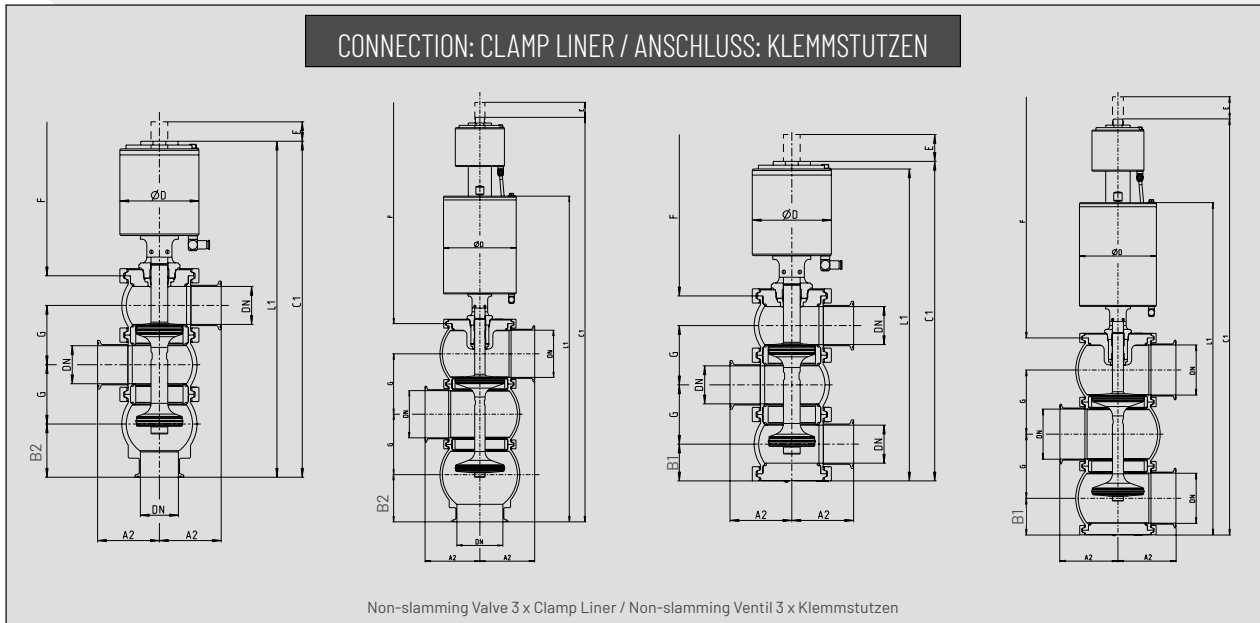 CONNECTION: CLAMP LINER / ANSCHLUSS: KLEMMSTUTZEN
E
F
ØD
L1
C1
DN
G
DN
G
B2
DN
A2 A2
E
F
ØD
L1
C1
DN
G
DN
G
B2
DN
A2 A2
E
F
ØD
L1
C1
DN
G
DN
G
DN
B1
A2 A2
E
F
ØD
L1
C1
DN
G
DN
G
DN
B1
A2 A2
Non-slamming Valve 3 x Clamp Liner / Non-slamming Ventil 3 x Klemmstutzen